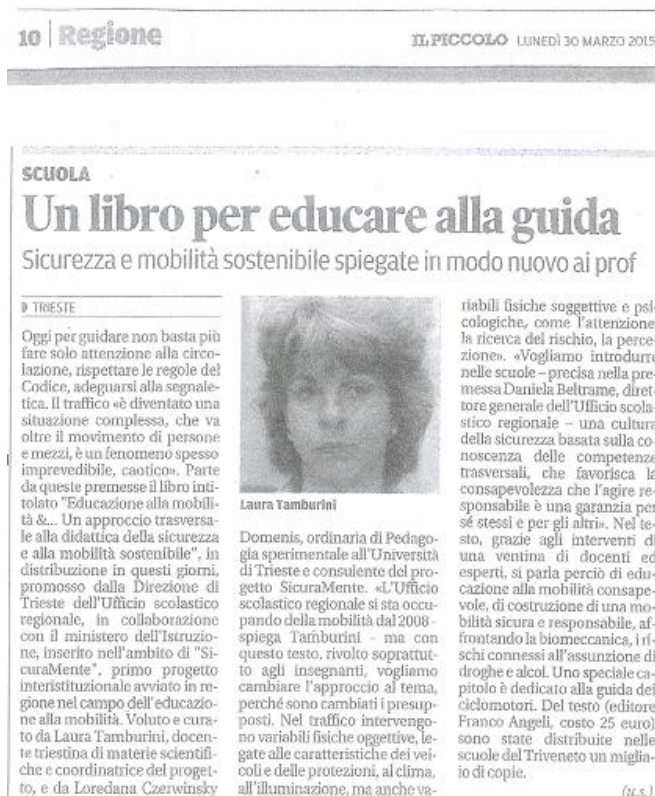 10 Regione
IL PICCOLO LUNEDÌ 30 MARZO 2015
SCUOLA
Un libro per educare alla guida
Sicurezza e mobilità sostenibile spiegate in modo nuovo ai prof
TRIESTE
Oggi per guidare non basta più
fare solo attenzione alla circo-
lazione, rispettare le regole del
Codice, adeguarsi alla segnale-
tica. Il traffico «è diventato una
situazione complessa, che va
oltre il movimento di persone
e mezzi, è un fenomeno spesso
imprevedibile, caotico». Parte
da queste premesse il libro inti-
tolato "Educazione alla mobili-
tà &... Un approccio trasversa-
le alla didattica della sicurezza
e alla mobilità sostenibile", in
distribuzione in questi giorni,
promosso dalla Direzione di
Trieste dell'Ufficio scolastico
regionale, in collaborazione
con il ministero dell'Istruzio-
ne, inserito nell'ambito di "Si-
curaMente", primo progetto
interistituzionale avviato in re-
gione nel campo dell'educazio-
ne alla mobilità. Voluto e cura-
to da Laura Tamburini, docen-
te triestina di materie scientifi-
che e coordinatrice del proget-
to, e da Loredana Czerwinsky
Laura Tamburini
Domenis, ordinaria di Pedago-
gia sperimentale all'Università
di Trieste e consulente del pro-
getto SicuraMente. «L'Ufficio
scolastico regionale si sta occu-
pando della mobilità dal 2008 -
spiega Tamburini - ma con
questo testo, rivolto soprattut-
to agli insegnanti, vogliamo
cambiare l'approccio al tema,
perché sono cambiati i presup-
posti. Nel traffico intervengo-
no variabili fisiche oggettive, le-
gate alle caratteristiche dei vei-
coli e delle protezioni, al clima,
all'illuminazione, ma anche va-
riabili fisiche soggettive e psi-
cologiche, come l'attenzione
la ricerca del rischio, la perce-
zione». «Vogliamo introdurre
nelle scuole – precisa nella pre-
messa Daniela Beltrame, diret-
tore generale dell'Ufficio scola-
stico regionale – una cultura
della sicurezza basata sulla co-
noscenza delle competenze
trasversali, che favorisca la
consapevolezza che l'agire re-
sponsabile è una garanzia per
sé stessi e per gli altri». Nel te-
sto, grazie agli interventi di
una ventina di docenti ed
esperti, si parla perciò di edu-
cazione alla mobilità consape-
vole, di costruzione di una mo-
bilità sicura e responsabile, af-
frontando la biomeccanica, i ri-
schi connessi all'assunzione di
droghe e alcol. Uno speciale ca-
pitolo è dedicato alla guida dei
ciclomotori. Del testo (editore
Franco Angeli, costo 25 euro)
sono state distribuite nelle
scuole del Triveneto un miglia-
io di copie.
(u.s.)